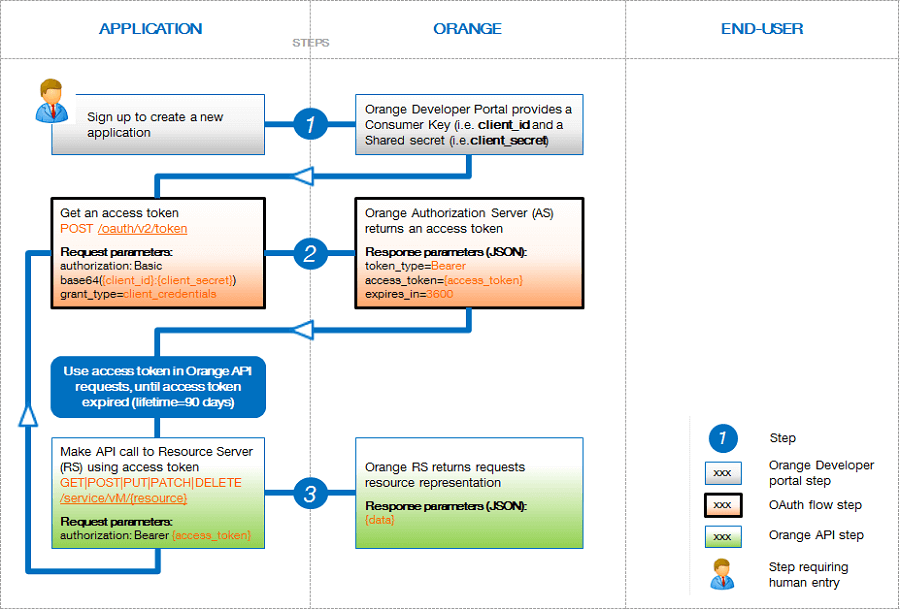 APPLICATION
STEPS
ORANGE
END-USER
Sign up to create a new
application
1
Orange Developer Portal provides a
Consumer Key (i.e. client_id and a
Shared secret (i.e.client_secret)
Get an access token
POST /oauth/v2/token
Request parameters:
authorization: Basic
base64({client_id}:{client_secret})
grant_type=client_credentials
2
Orange Authorization Server (AS)
returns an access token
Response parameters (JSON):
token_type=Bearer
access_token={access_token}
expires_in=3600
Use access token in Orange API
requests, until access token
expired (lifetime=90 days)
Make API call to Resource Server
(RS) using access token
GET|POST|PUT|PATCH|DELETE
/service/vM/{resource}
Request parameters:
authorization: Bearer {access_token}
3
Orange RS returns requests
resource representation
Response parameters (JSON):
{data}
1
Step
xxx
Orange Developer
portal step
xxx
OAuth flow step
xxx
Orange API step
Step requiring
human entry